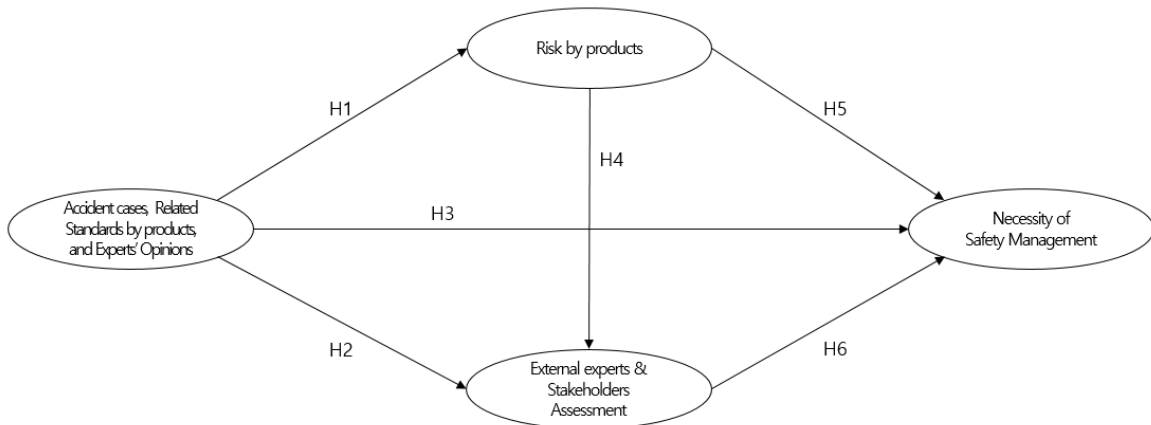 Risk by products
H1
H5
H4
Accident cases, Related
Standards by products,
and Experts' Opinions
H3
Necessity of
Safety Management
H2
H6
External experts &
Stakeholders
Assessment